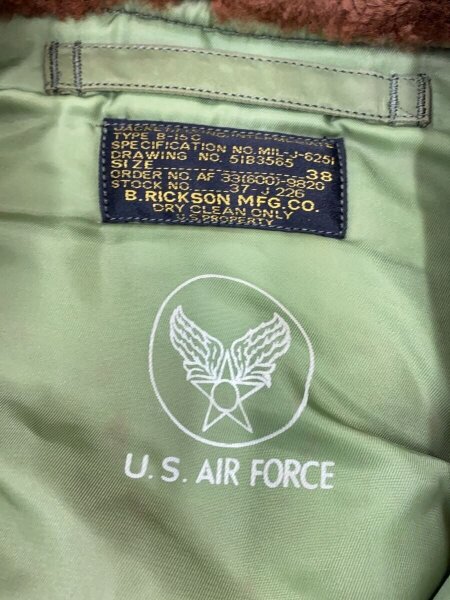 TYPE B-15C
SPECIFICATION NO. MIL-J-6251
DRAWING NO. 51B3565
SIZE 38
ORDER NO. AF 33(600)-9820
STOCK NO. 37-J 226
B. RICKSON MFG. CO.
DRY CLEAN ONLY
U.S. PROPERTY
U.S. AIR FORCE